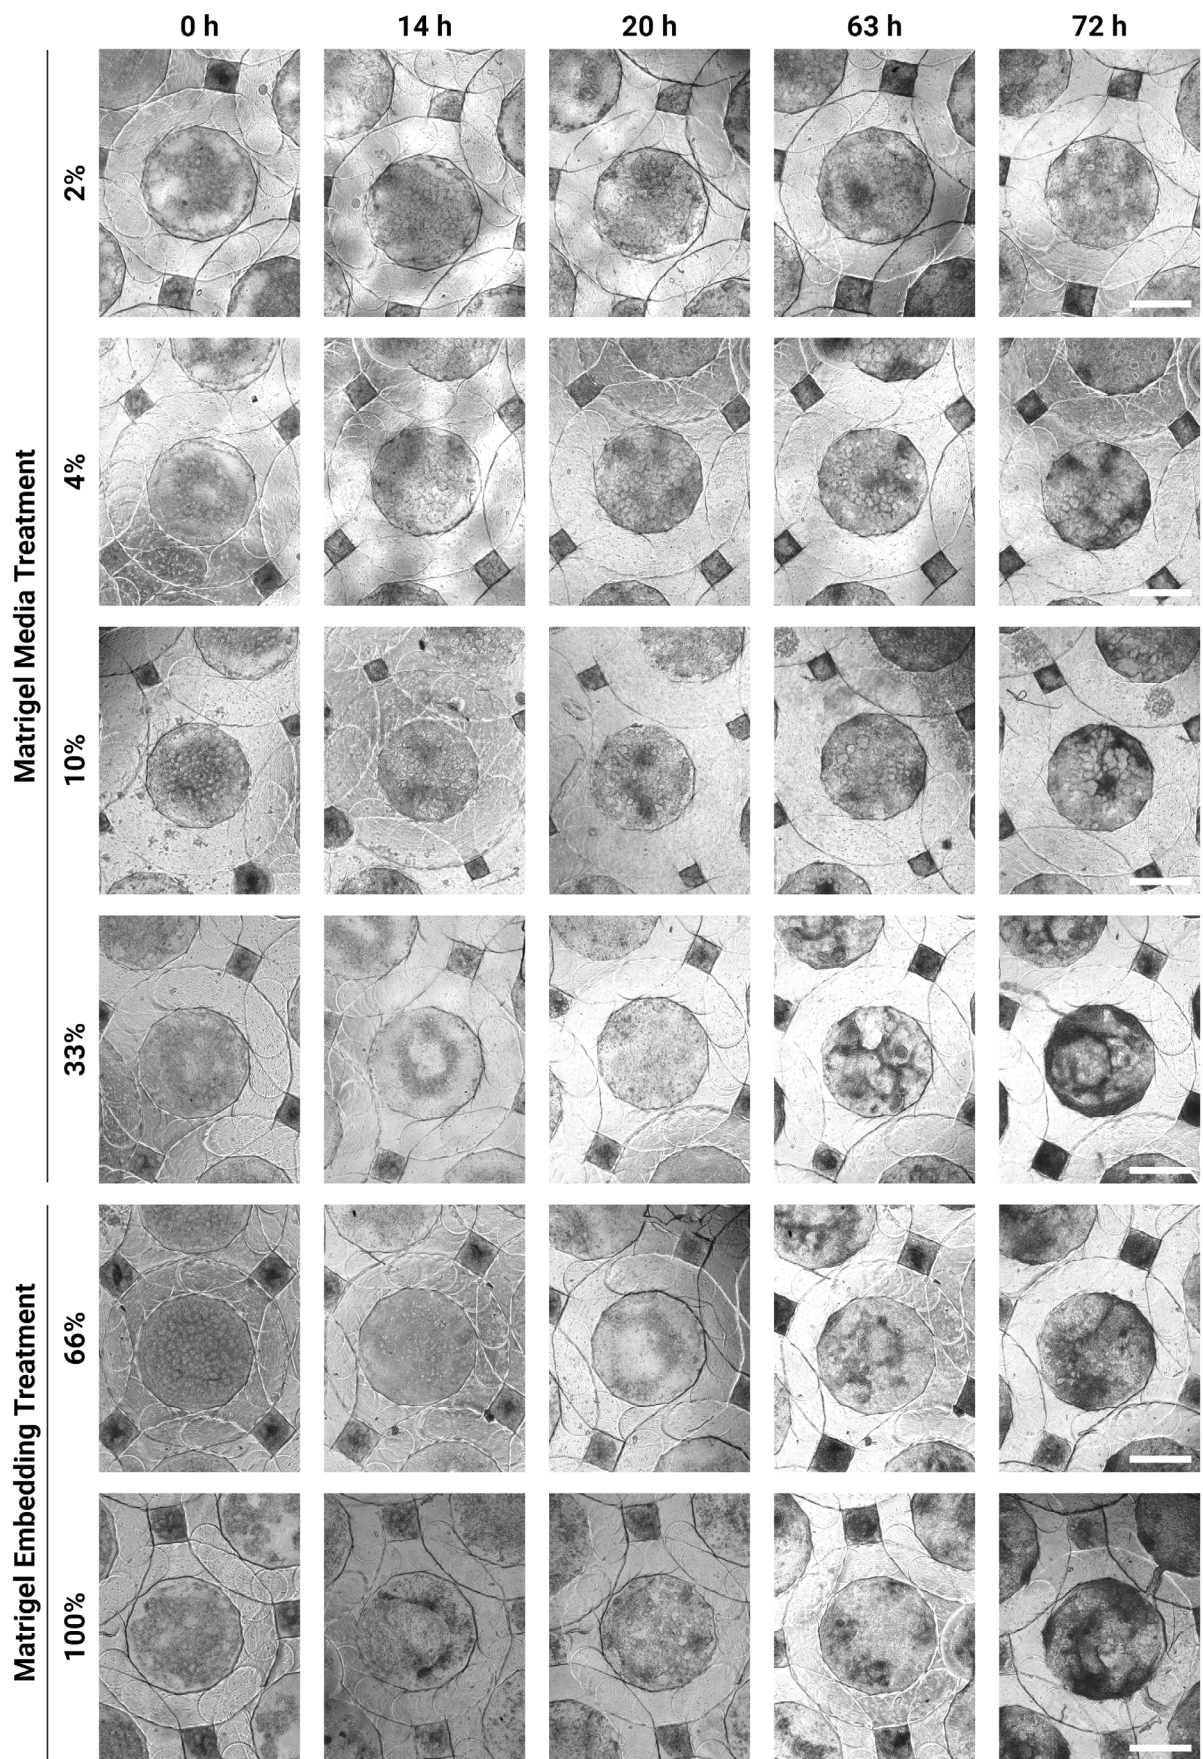 0 h 14 h 20 h 63 h 72 h
Matrigel Media Treatment
2%
4%
10%
33%
Matrigel Embedding Treatment
66%
100%